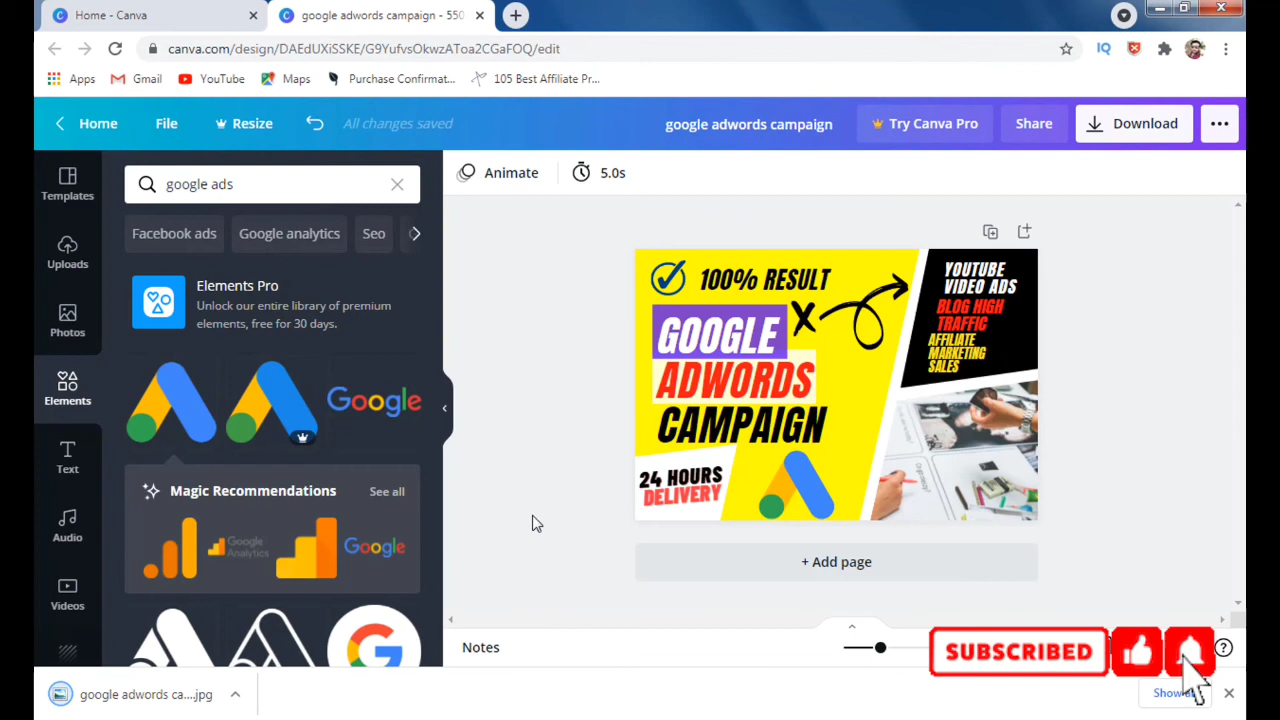 Home - Canva
google adwords campaign - 550
canva.com/design/DAEdUXiSSKE/G9YufvsOkwzAToa2CGaFOQ/edit
IQ
Apps
Gmail
YouTube
Maps
Purchase Confirmat...
105 Best Affiliate Pr...
Home
File
Resize
All changes saved
google adwords campaign
Try Canva Pro
Share
Download
Templates
Uploads
Photos
Elements
Text
Audio
Videos
google ads
Facebook ads
Google analytics
Seo
Elements Pro
Unlock our entire library of premium
elements, free for 30 days.
Google
Magic Recommendations
See all
Google
Analytics
Google
Animate
5.0s
100% RESULT
GOOGLE
ADWORDS
CAMPAIGN
24 HOURS
DELIVERY
YOUTUBE
VIDEO ADS
BLOG HIGH
TRAFFIC
AFFILIATE
MARKETING
SALES
+ Add page
Notes
SUBSCRIBED
?
google adwords ca....jpg